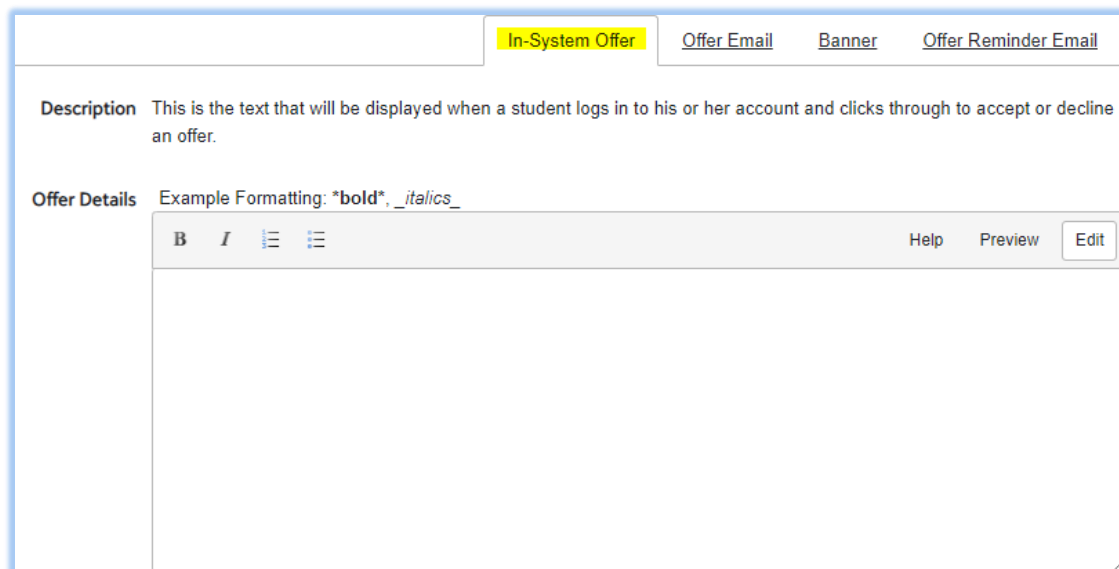 In-System Offer Offer Email Banner Offer Reminder Email
Description This is the text that will be displayed when a student logs in to his or her account and clicks through to accept or decline
an offer.
Offer Details Example Formatting: *bold*, _italics_
B I Help Preview Edit